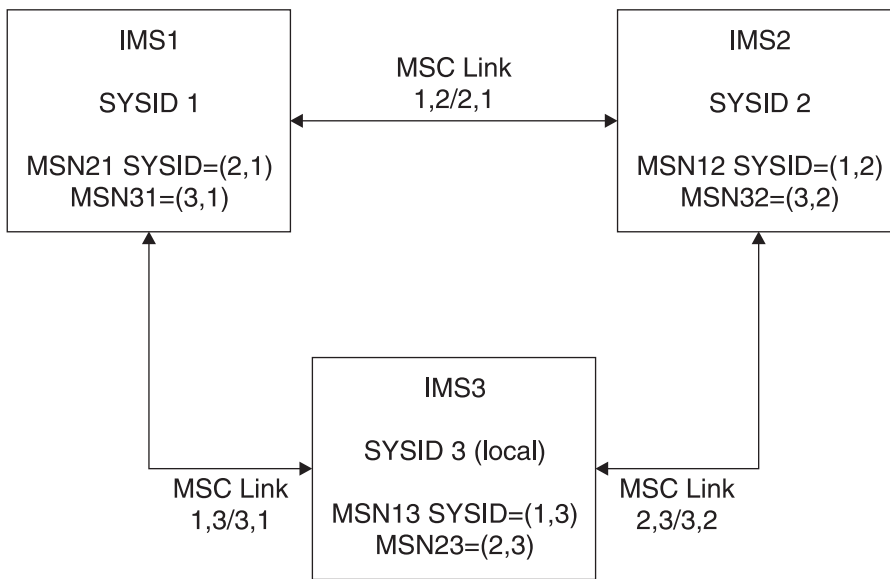 IMS1
SYSID 1
MSN21 SYSID=(2,1)
MSN31=(3,1)
MSC Link
1,2/2,1
IMS2
SYSID 2
MSN12 SYSID=(1,2)
MSN32=(3,2)
MSC Link
1,3/3,1
IMS3
SYSID 3 (local)
MSN13 SYSID=(1,3)
MSN23=(2,3)
MSC Link
2,3/3,2